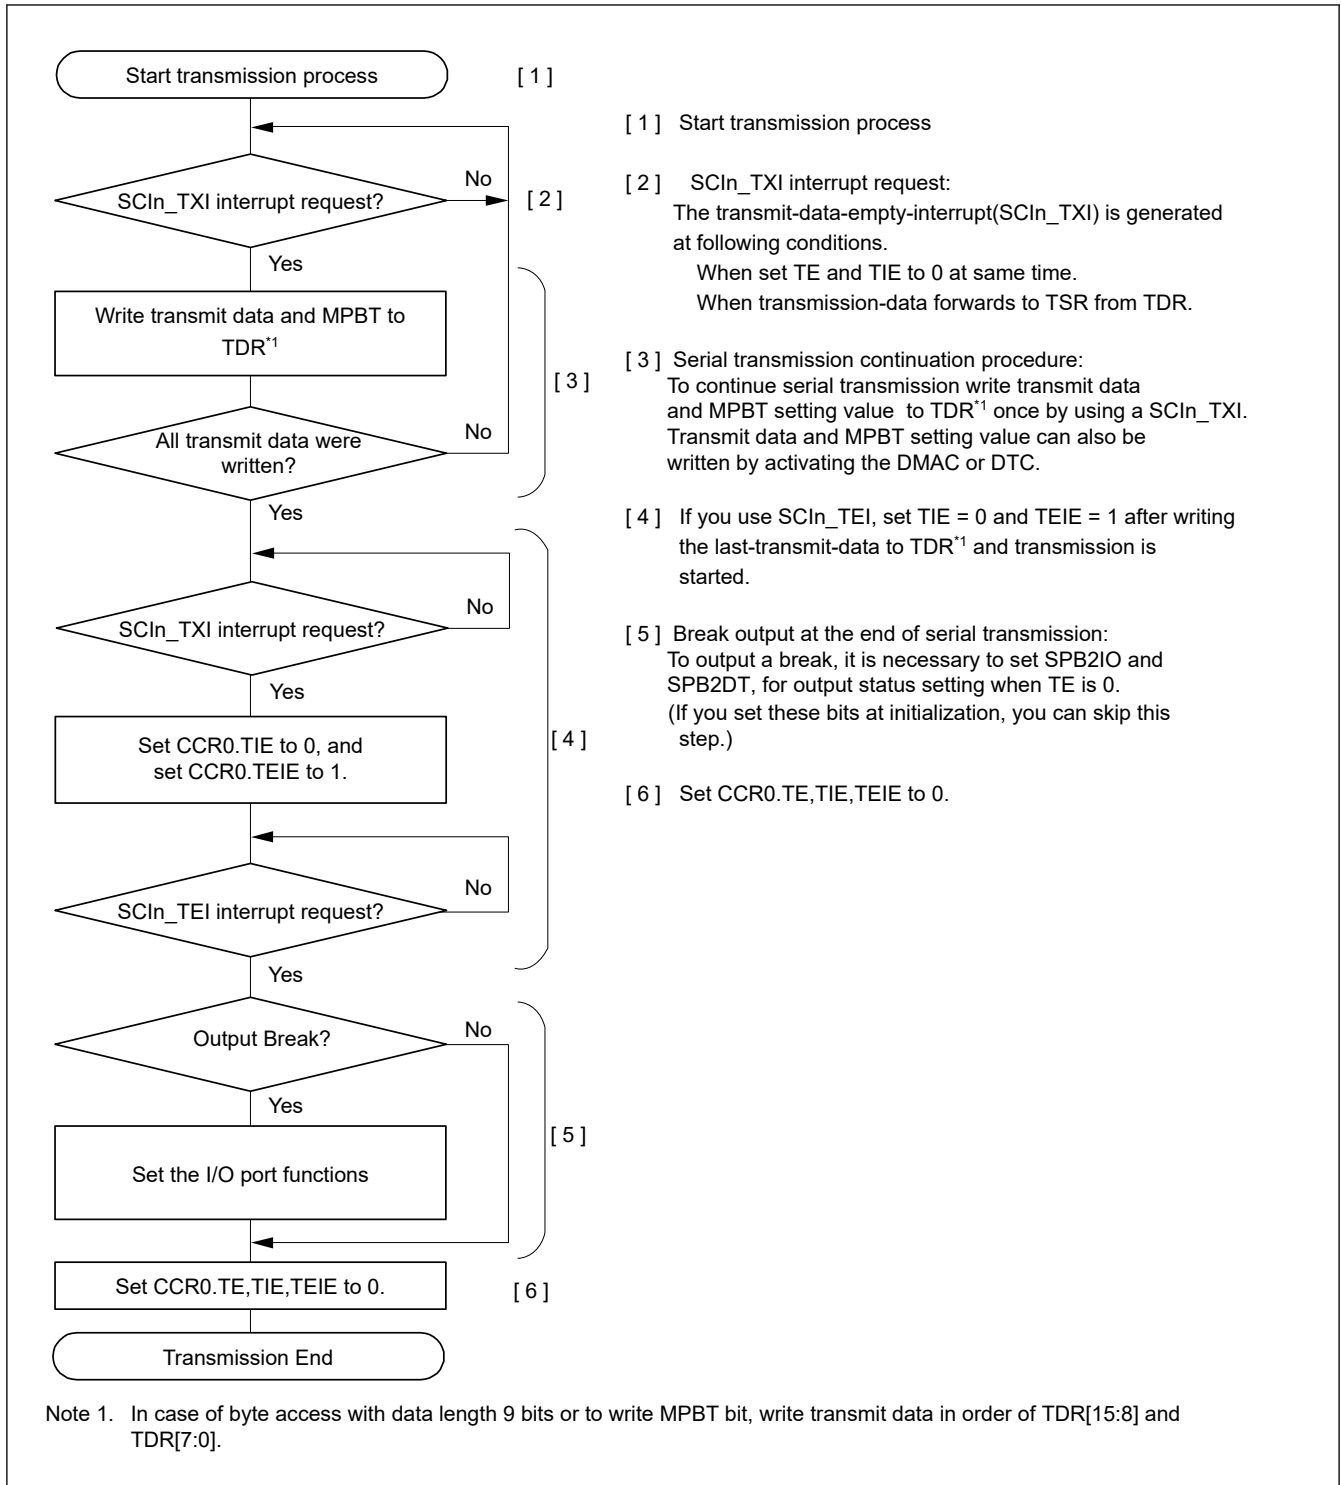 Start transmission process
[ 1 ]
SCIn_TXI interrupt request?
No
[ 2 ]
Yes
Write transmit data and MPBT to
TDR*1
[ 3 ]
All transmit data were
written?
No
Yes
SCIn_TXI interrupt request?
No
Yes
Set CCR0.TIE to 0, and
set CCR0.TEIE to 1.
[ 4 ]
SCIn_TEI interrupt request?
No
Yes
Output Break?
No
Yes
Set the I/O port functions
[ 5 ]
Set CCR0.TE,TIE,TEIE to 0.
[ 6 ]
Transmission End
[ 1 ] Start transmission process
[ 2 ] SCIn_TXI interrupt request:
The transmit-data-empty-interrupt(SCIn_TXI) is generated
at following conditions.
When set TE and TIE to 0 at same time.
When transmission-data forwards to TSR from TDR.
[ 3 ] Serial transmission continuation procedure:
To continue serial transmission write transmit data
and MPBT setting value to TDR*1 once by using a SCIn_TXI.
Transmit data and MPBT setting value can also be
written by activating the DMAC or DTC.
[ 4 ] If you use SCIn_TEI, set TIE = 0 and TEIE = 1 after writing
the last-transmit-data to TDR*1 and transmission is
started.
[ 5 ] Break output at the end of serial transmission:
To output a break, it is necessary to set SPB2IO and
SPB2DT, for output status setting when TE is 0.
(If you set these bits at initialization, you can skip this
step.)
[ 6 ] Set CCR0.TE,TIE,TEIE to 0.
Note 1. In case of byte access with data length 9 bits or to write MPBT bit, write transmit data in order of TDR[15:8] and
TDR[7:0].